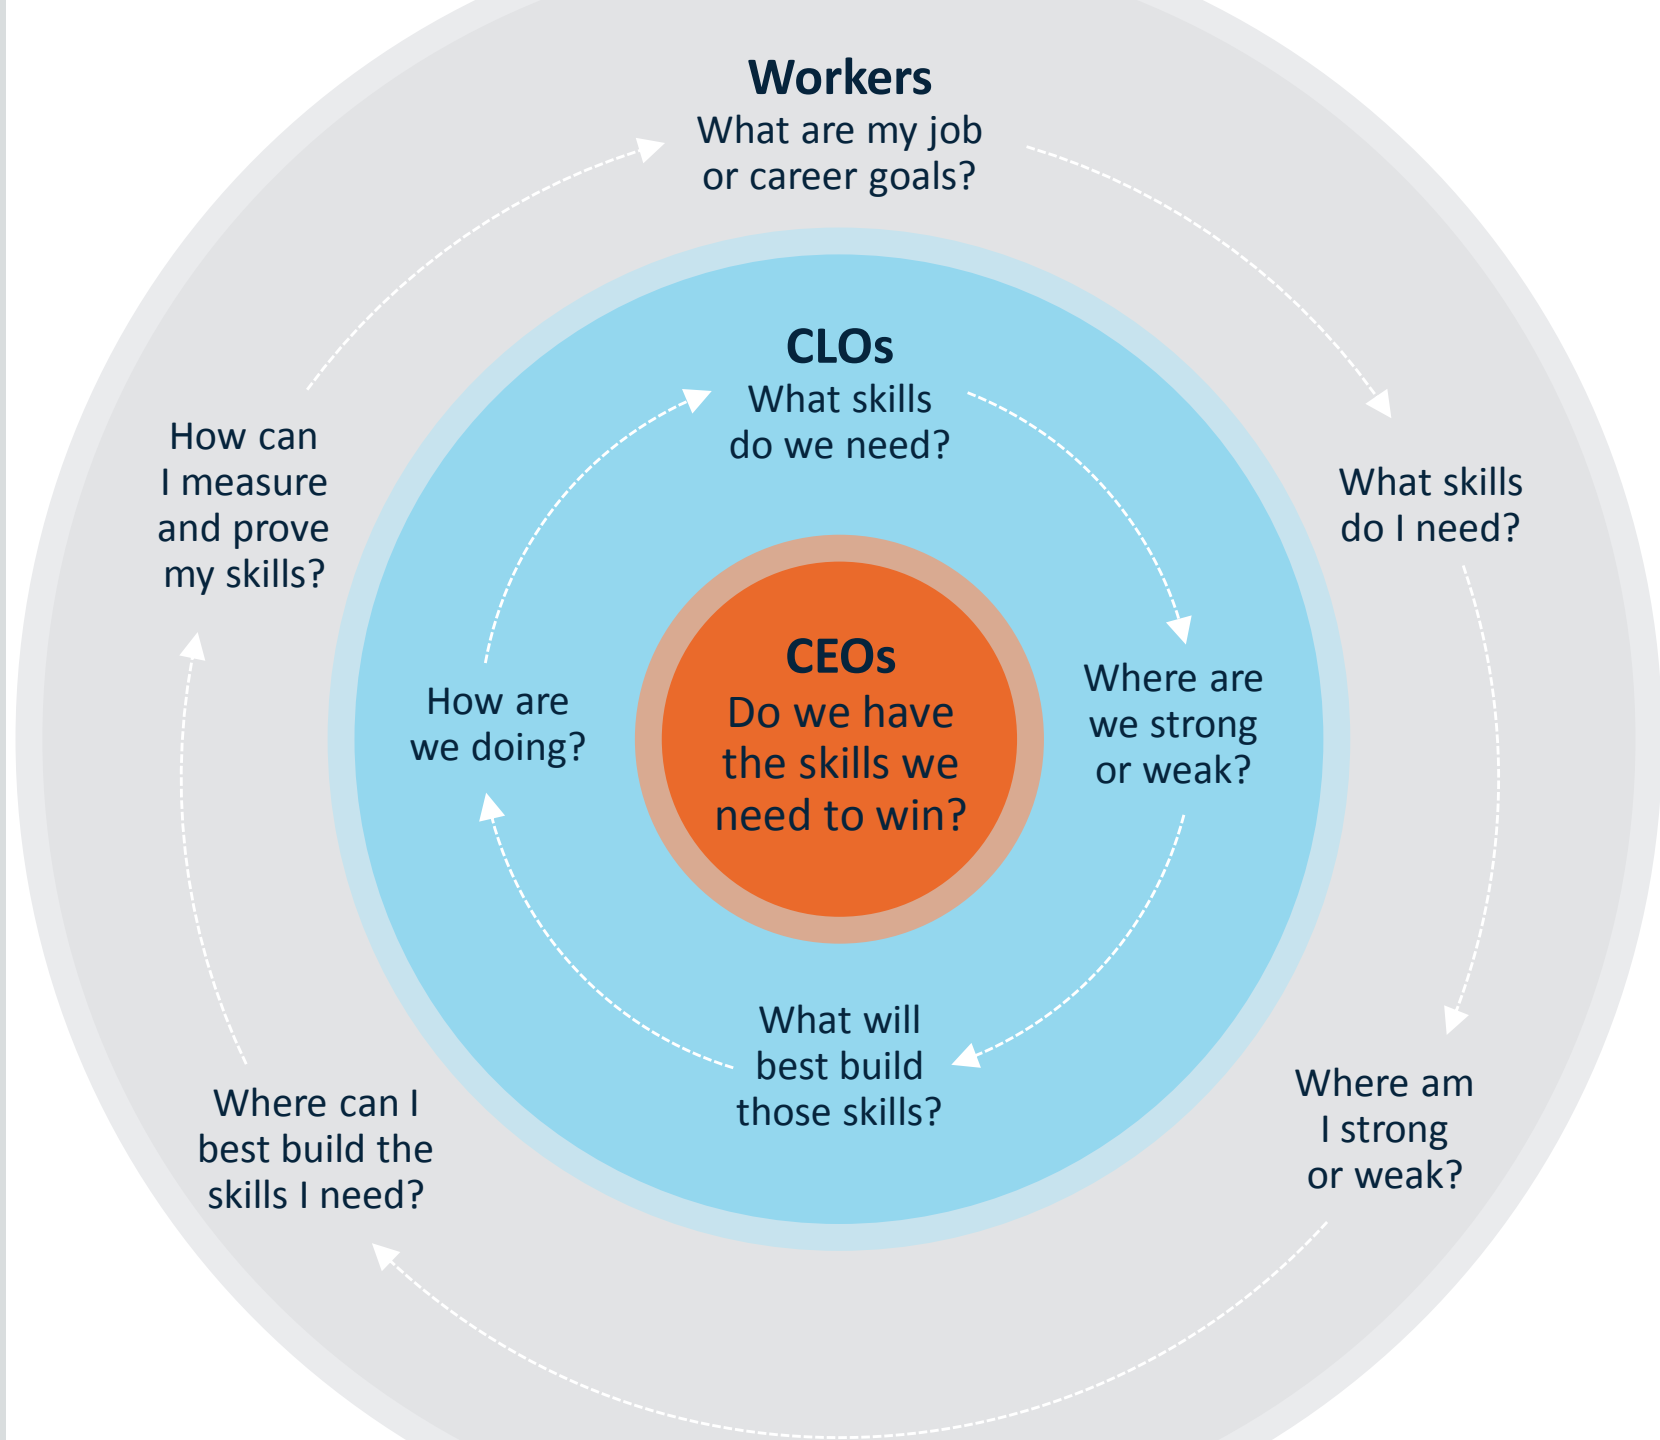 Workers
What are my job
or career goals?
What skills
do I need?
Where am
I strong
or weak?
Where can I
best build the
skills I need?
How can
I measure
and prove
my skills?
CLOs
What skills
do we need?
Where are
we strong
or weak?
What will
best build
those skills?
How are
we doing?
CEOs
Do we have
the skills we
need to win?